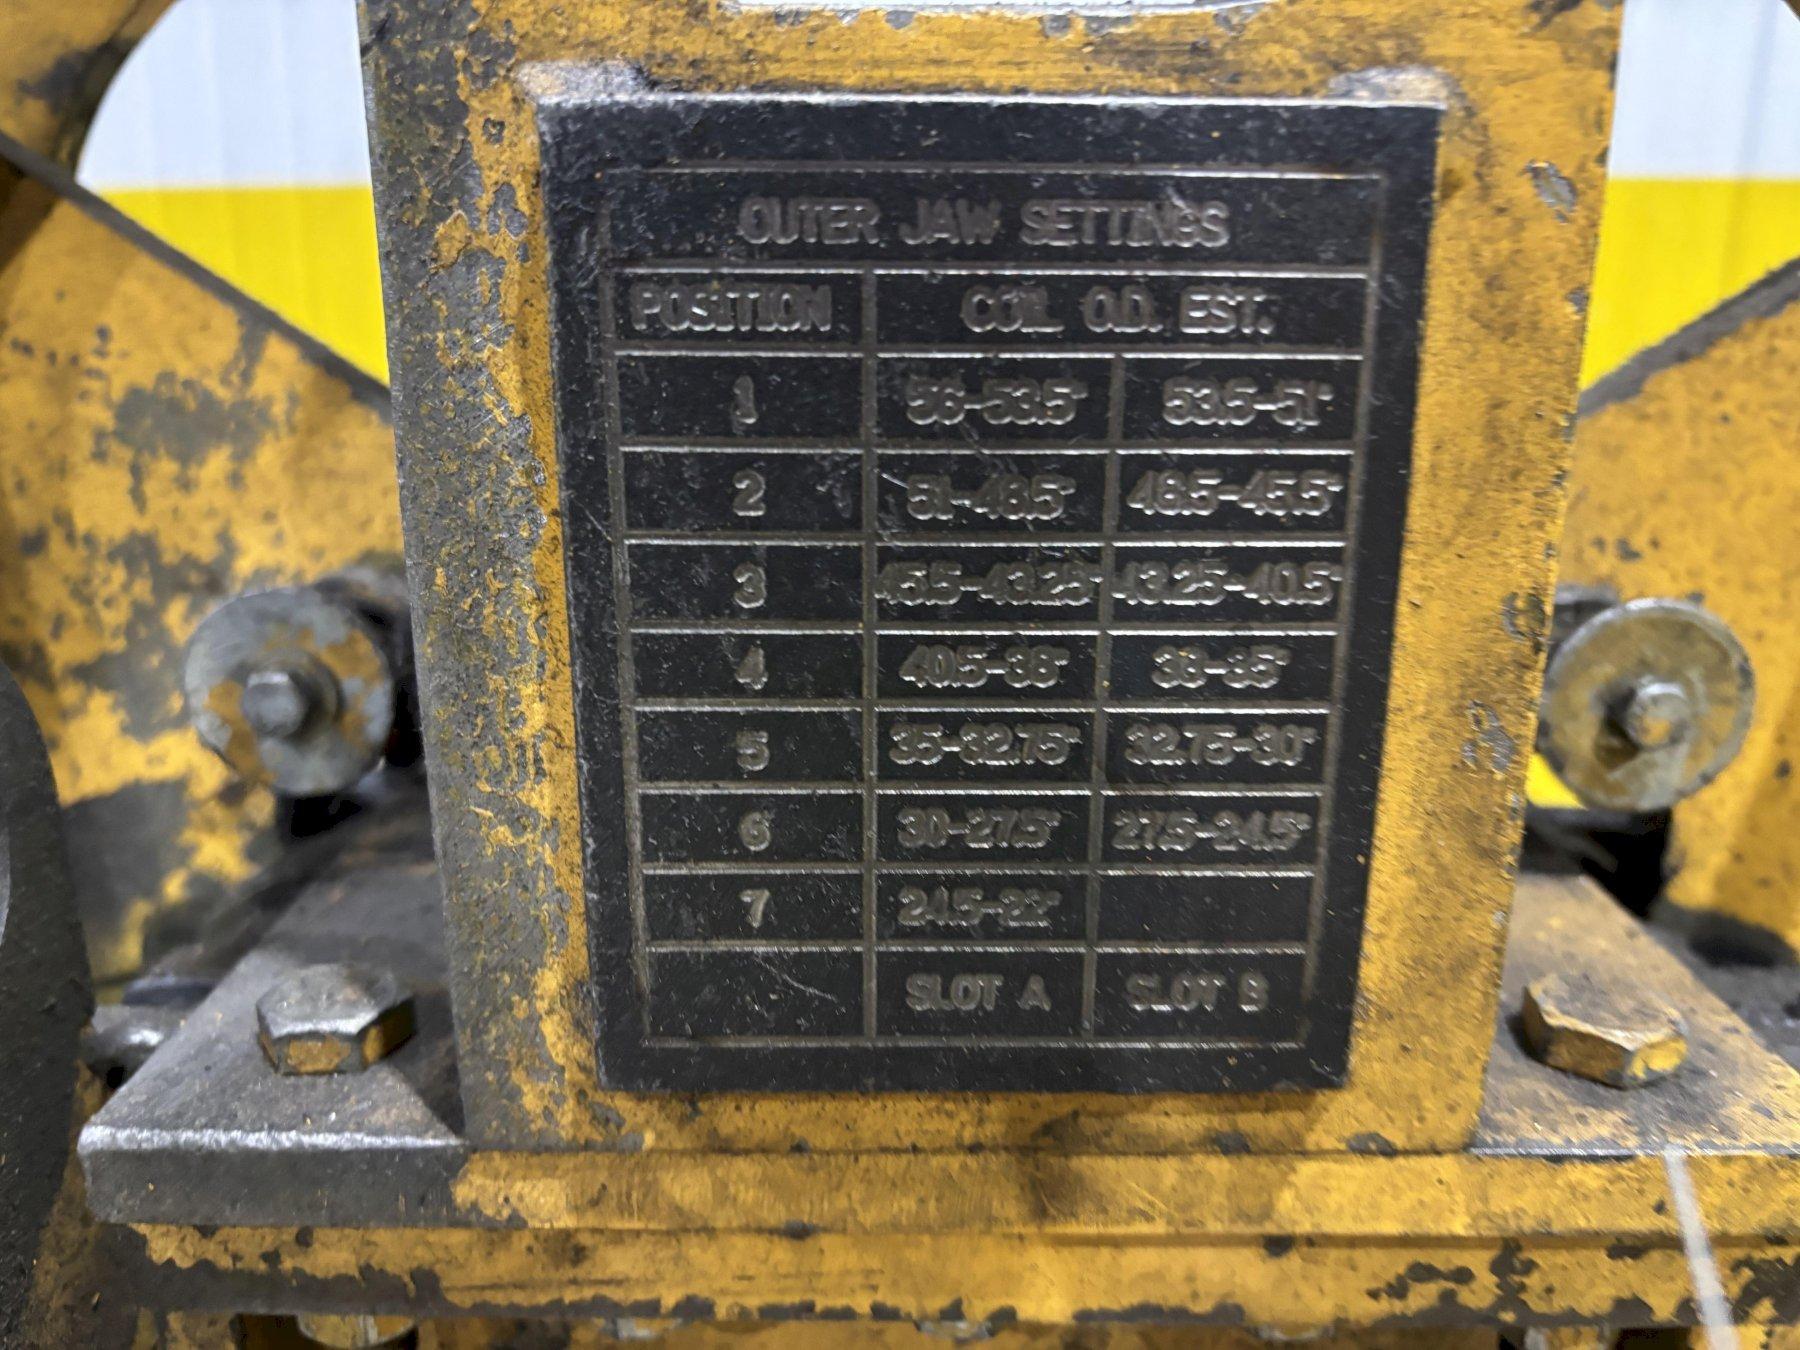 OUTER JAW SETTINGS
POSITION COIL O.D. EST.
1 56-53.5" 53.5-51"
2 51-48.5" 48.5-45.5"
3 45.5-43.25" 43.25-40.5"
4 40.5-38" 38-35"
5 35-32.75" 32.75-30"
6 30-27.5" 27.5-24.5"
7 24.5-22"
SLOT A SLOT B